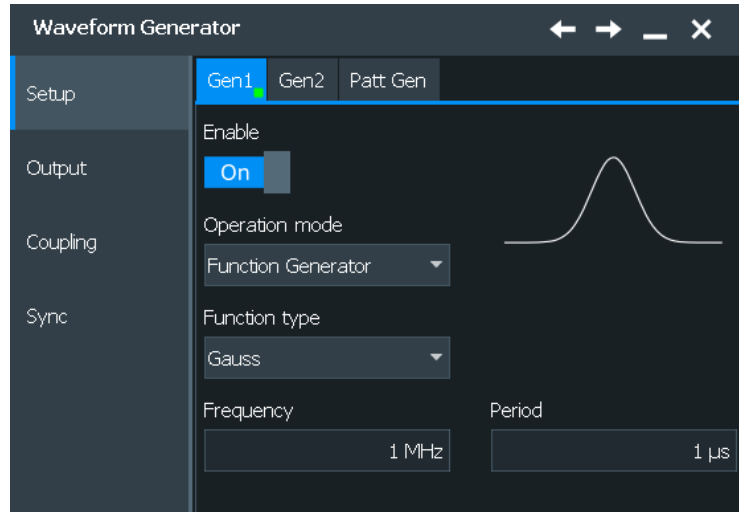 Waveform Generator
Setup
Output
Coupling
Sync
Gen1 Gen2 Patt Gen
Enable
On
Operation mode
Function Generator
Function type
Gauss
Frequency Period
1 MHz 1 µs